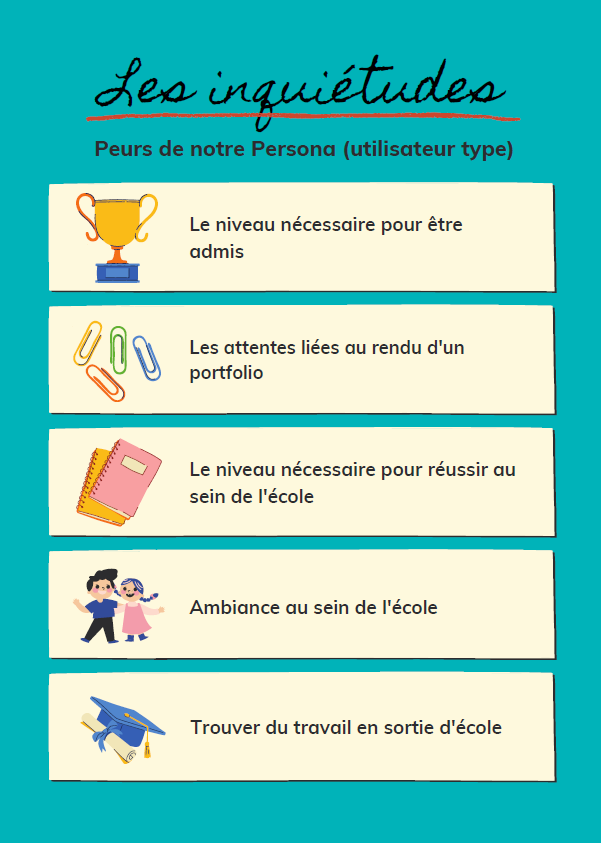 Les inquiétudes
Peurs de notre Persona (utilisateur type)
Le niveau nécessaire pour être
admis
Les attentes liées au rendu d'un
portfolio
Le niveau nécessaire pour réussir au
sein de l'école
Ambiance au sein de l'école
Trouver du travail en sortie d'école